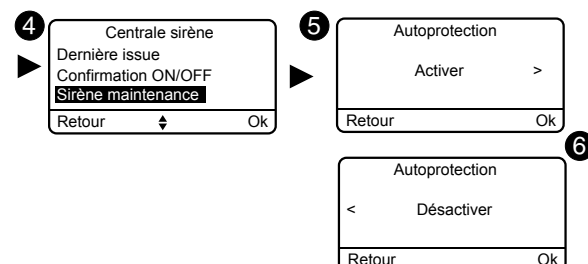 4
Centrale sirène
Dernière issue
Confirmation ON/OFF
Sirène maintenance
Retour Ok
5
Autoprotection
Activer >
Retour Ok
6
Autoprotection
< Désactiver
Retour Ok